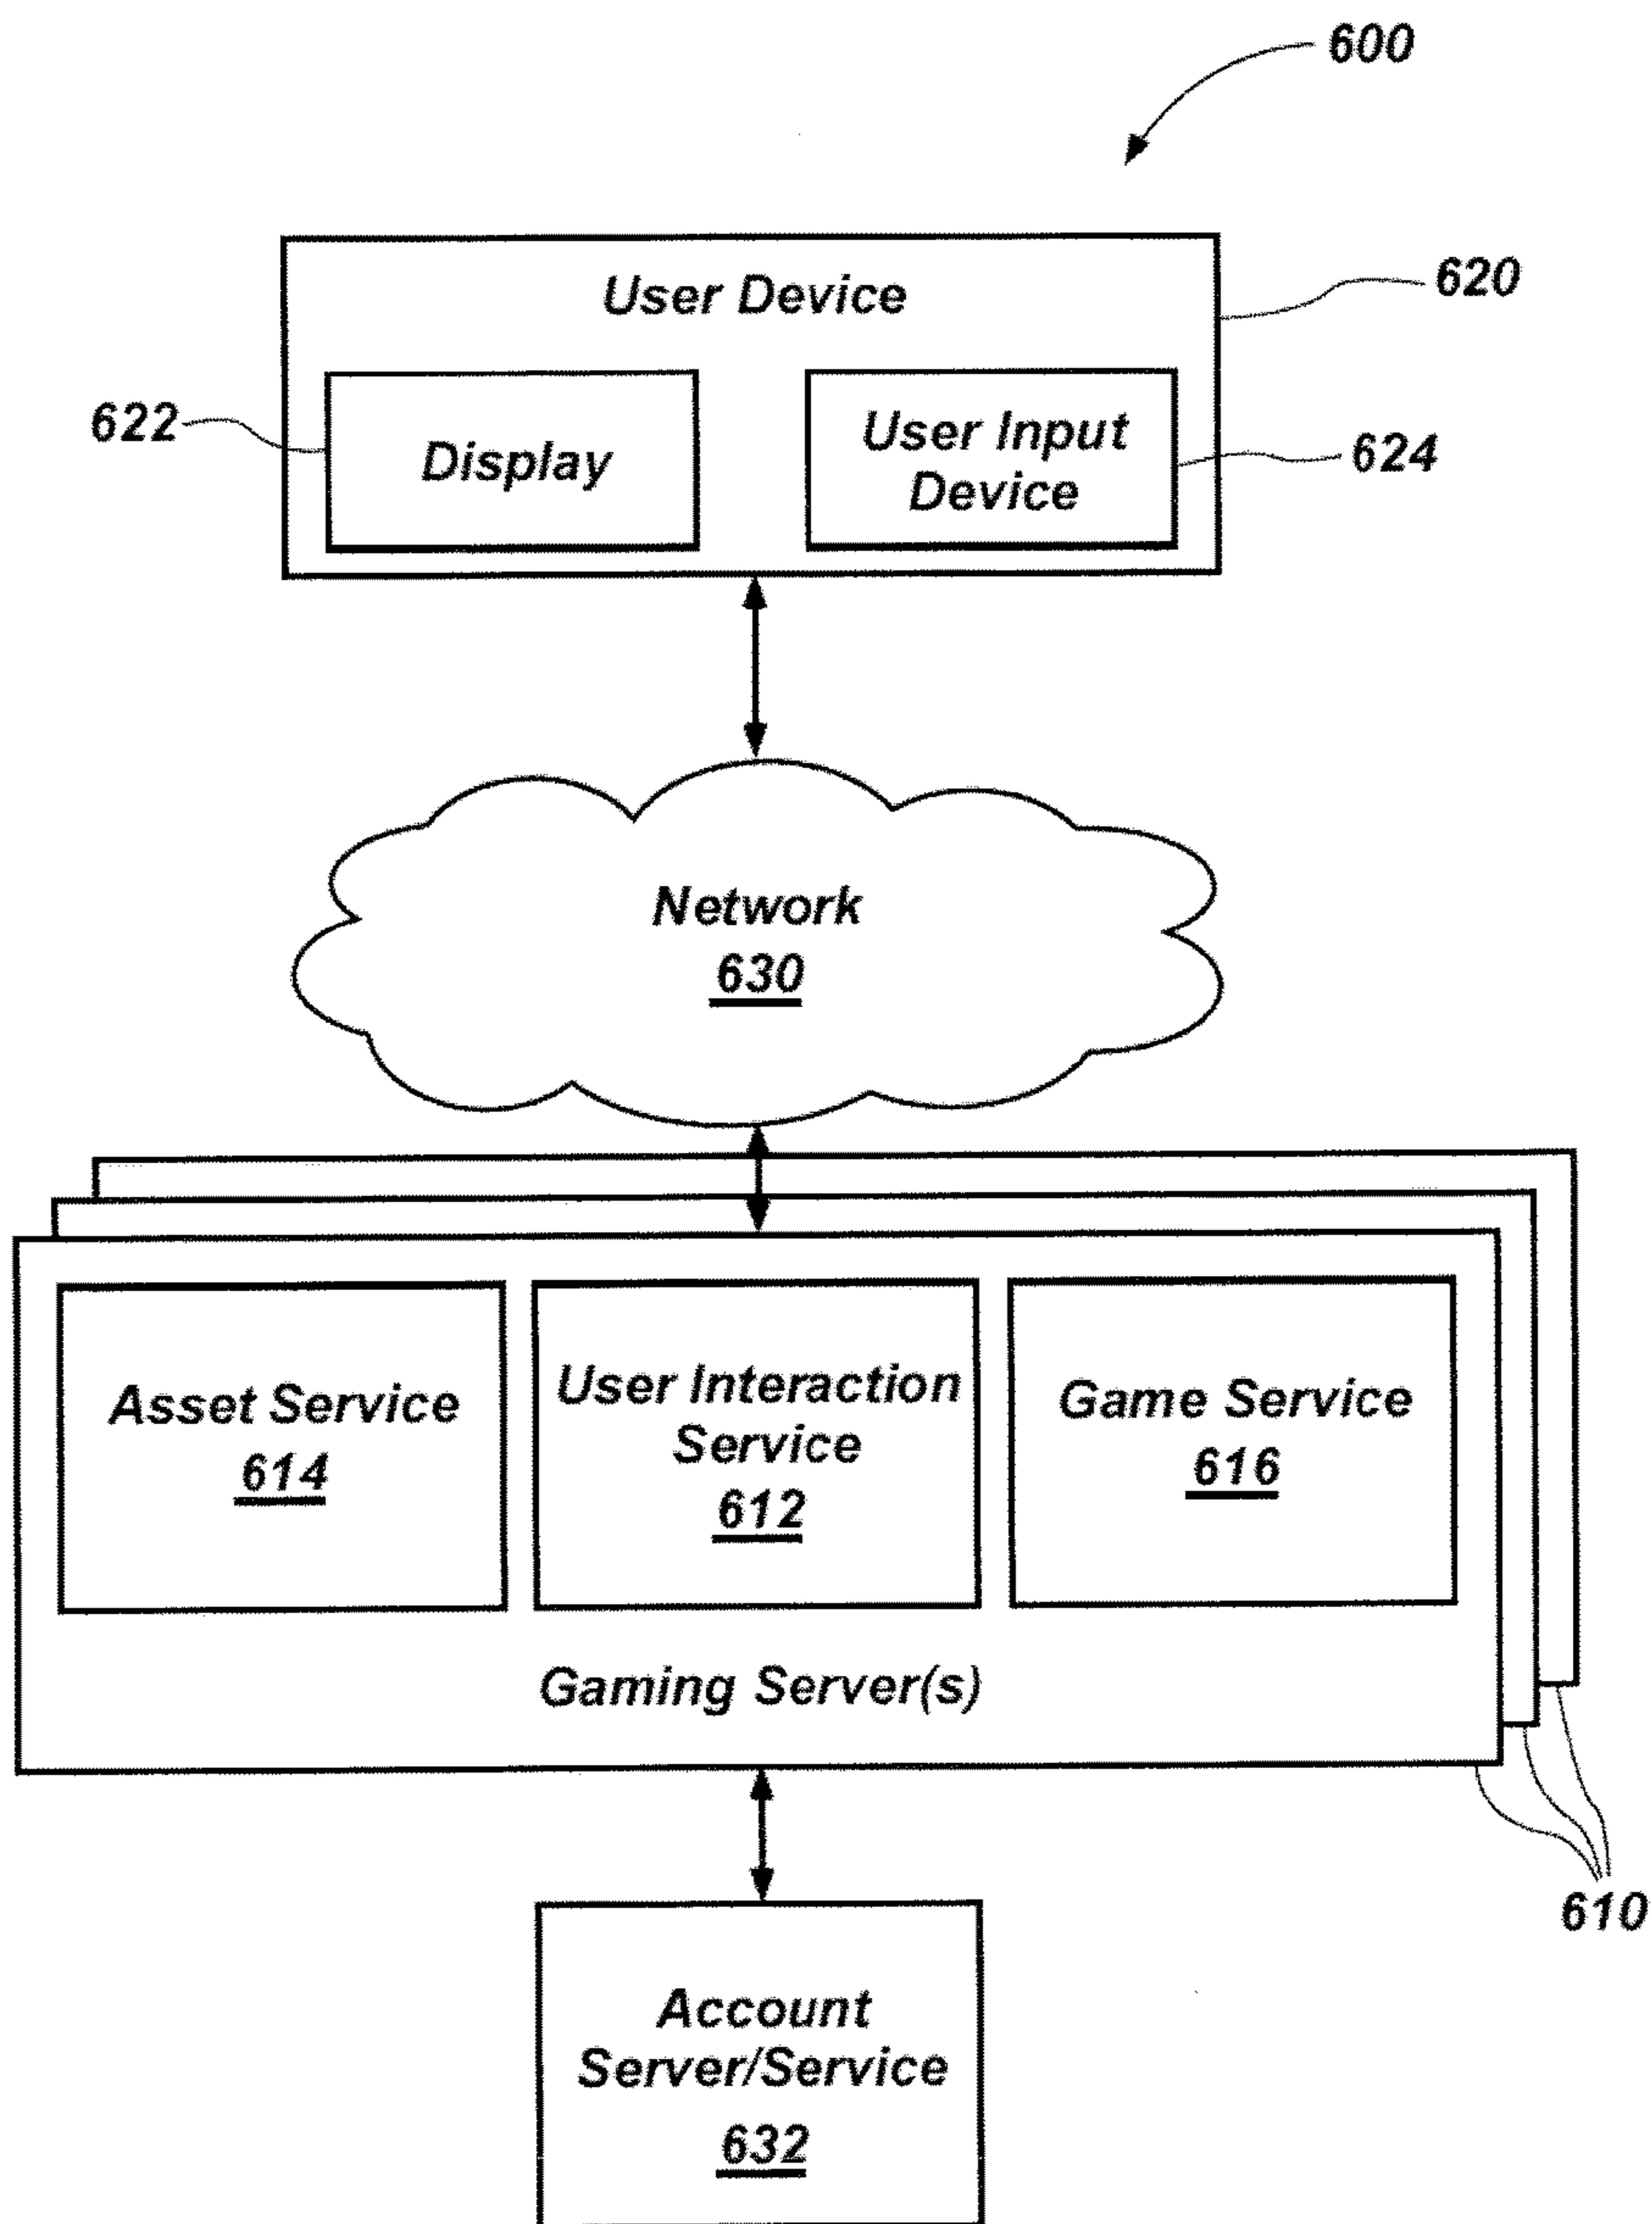 600
User Device
620
622
Display
User Input
Device
624
Network
630
Asset Service
614
User Interaction
Service
612
Game Service
616
Gaming Server(s)
610
Account
Server/Service
632